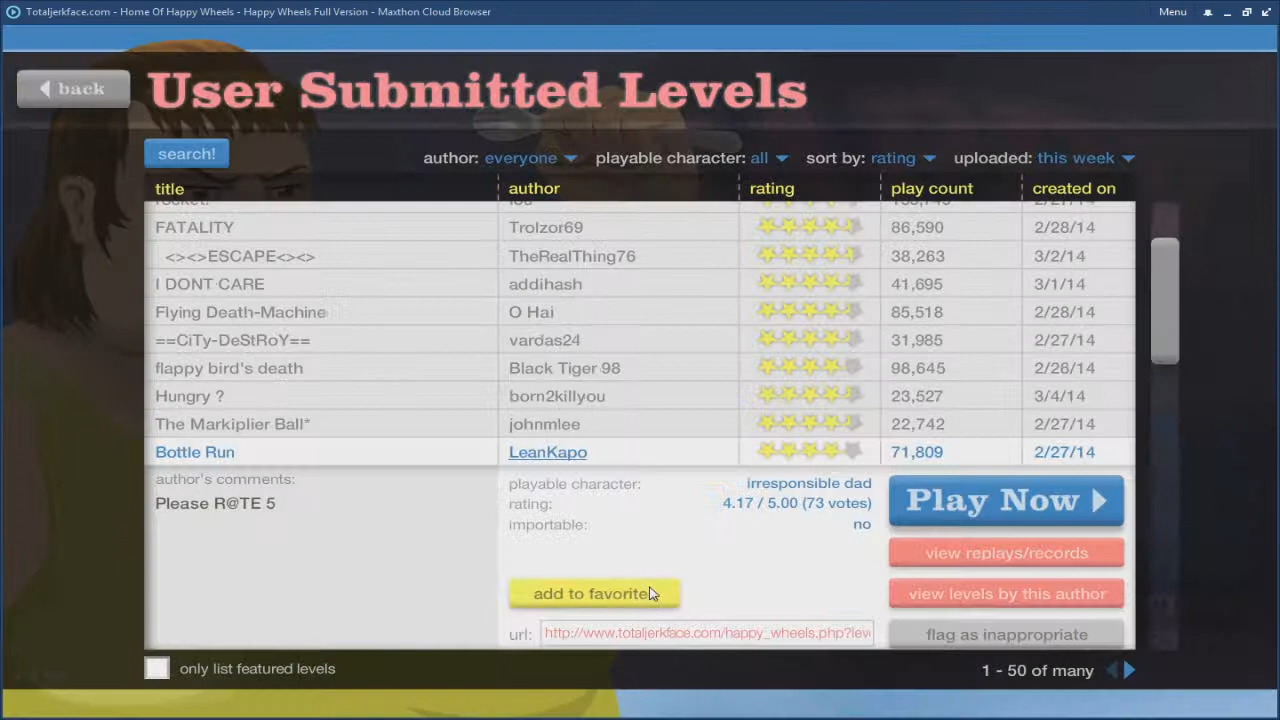 Totaljerkface.com - Home Of Happy Wheels - Happy Wheels Full Version - Maxthon Cloud Browser Menu
back User Submitted Levels
search! author: everyone playable character: all sort by: rating uploaded: this week
title author rating play count created on
FATALITY Trolzor69 86,590 2/28/14
<><>ESCAPE<><> TheRealThing76 38,263 3/2/14
I DONT CARE addihash 41,695 3/1/14
Flying Death-Machine O Hai 85,518 2/28/14
==CiTy-DeStRoY== vardas24 31,985 2/27/14
flappy bird's death Black Tiger 98 98,645 2/26/14
Hungry ? born2killyou 23,527 3/4/14
The Markiplier Ball* johnmlee 22,742 2/27/14
Bottle Run LeanKapo 71,809 2/27/14
author's comments: playable character: irresponsible dad Play Now
Please R@TE 5 rating: 4.17 / 5.00 (73 votes)
importable: no
view replays/records
add to favorite view levels by this author
url: http://www.totaljerkface.com/happy_wheels.php?lev flag as inappropriate
only list featured levels 1 - 50 of many